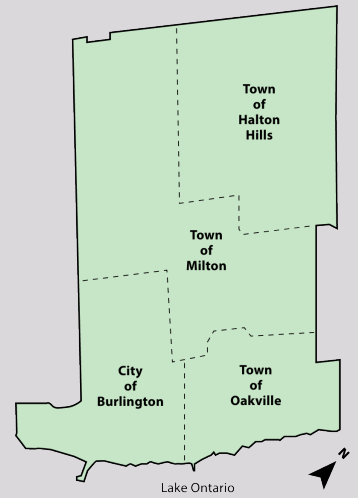 Town
of
Halton
Hills
Town
of
Milton
City
of
Burlington
Town
of
Oakville
N
Lake Ontario